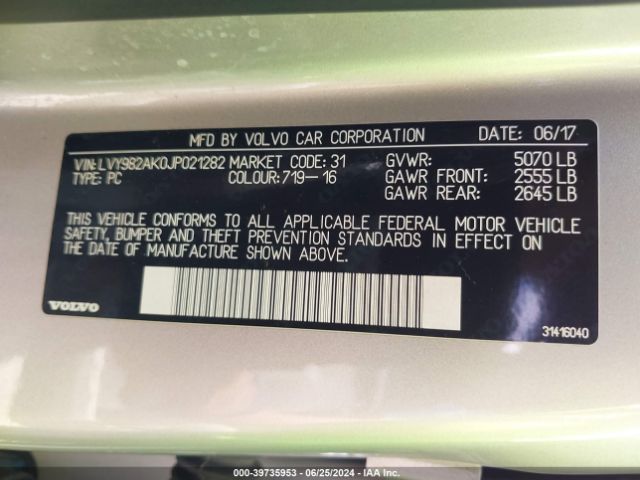 MFD BY VOLVO CAR CORPORATION DATE: 06/17
VIN:LVY982AK0JP021282 MARKET CODE: 31 GVWR: 5070 LB
TYPE: PC COLOUR:719-16 GAWR FRONT: 2555 LB
GAWR REAR: 2645 LB
THIS VEHICLE CONFORMS TO ALL APPLICABLE FEDERAL MOTOR VEHICLE
SAFETY, BUMPER AND THEFT PREVENTION STANDARDS IN EFFECT ON
THE DATE OF MANUFACTURE SHOWN ABOVE.
VOLVO
31416040
000-39735953 - 06/25/2024 - IAA Inc.